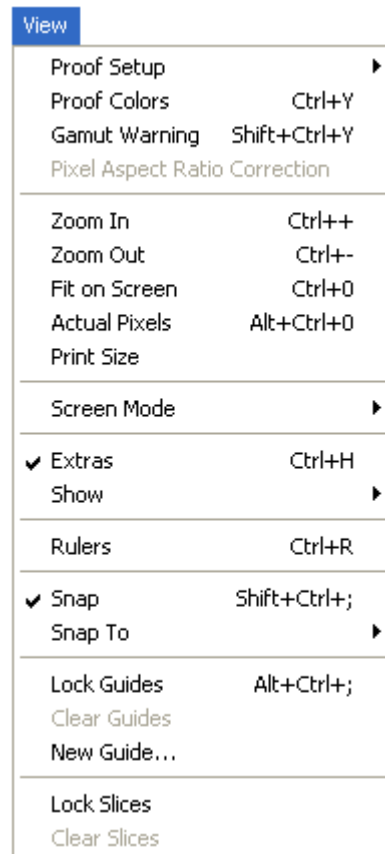 View
Proof Setup
Proof Colors Ctrl+Y
Gamut Warning Shift+Ctrl+Y
Pixel Aspect Ratio Correction
Zoom In Ctrl++
Zoom Out Ctrl+-
Fit on Screen Ctrl+0
Actual Pixels Alt+Ctrl+0
Print Size
Screen Mode
Extras Ctrl+H
Show
Rulers Ctrl+R
Snap Shift+Ctrl+;
Snap To
Lock Guides Alt+Ctrl+;
Clear Guides
New Guide...
Lock Slices
Clear Slices